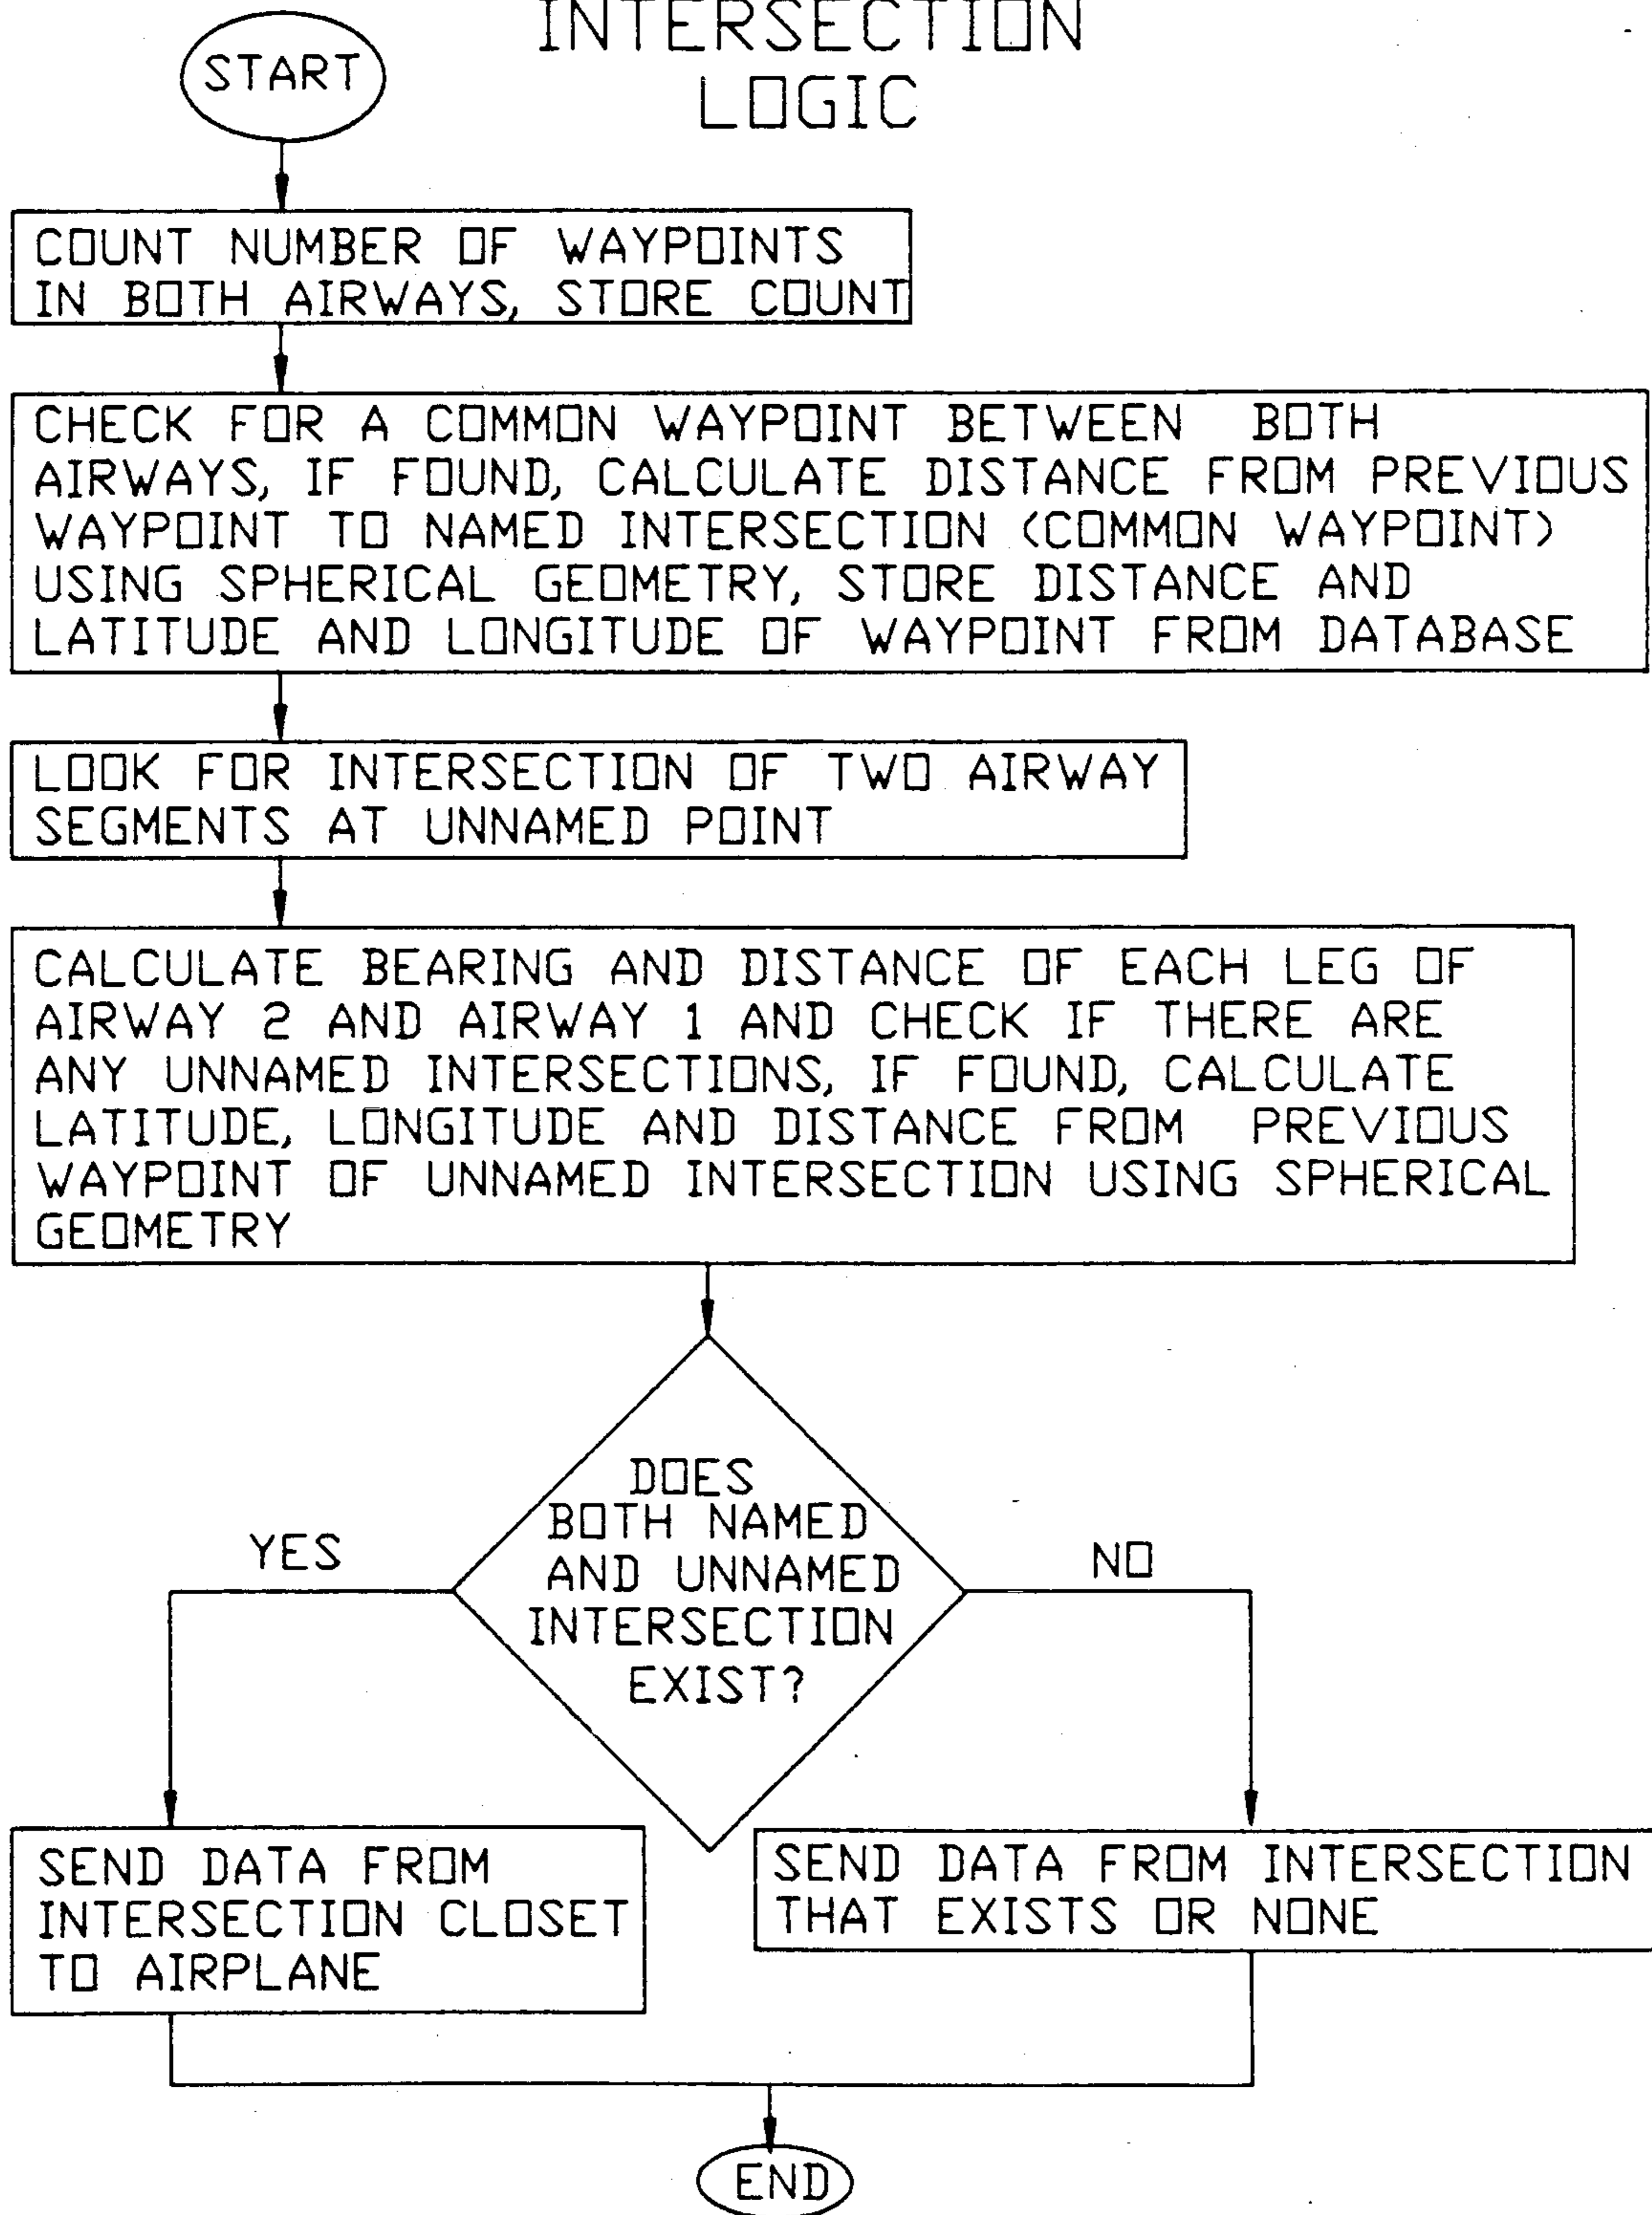 INTERSECTION
LOGIC
START
COUNT NUMBER OF WAYPOINTS
IN BOTH AIRWAYS, STORE COUNT
CHECK FOR A COMMON WAYPOINT BETWEEN BOTH
AIRWAYS, IF FOUND, CALCULATE DISTANCE FROM PREVIOUS
WAYPOINT TO NAMED INTERSECTION (COMMON WAYPOINT)
USING SPHERICAL GEOMETRY, STORE DISTANCE AND
LATITUDE AND LONGITUDE OF WAYPOINT FROM DATABASE
LOOK FOR INTERSECTION OF TWO AIRWAY
SEGMENTS AT UNNAMED POINT
CALCULATE BEARING AND DISTANCE OF EACH LEG OF
AIRWAY 2 AND AIRWAY 1 AND CHECK IF THERE ARE
ANY UNNAMED INTERSECTIONS, IF FOUND, CALCULATE
LATITUDE, LONGITUDE AND DISTANCE FROM PREVIOUS
WAYPOINT OF UNNAMED INTERSECTION USING SPHERICAL
GEOMETRY
DOES
BOTH NAMED
AND UNNAMED
INTERSECTION
EXIST?
YES
NO
SEND DATA FROM
INTERSECTION CLOSET
TO AIRPLANE
SEND DATA FROM INTERSECTION
THAT EXISTS OR NONE
END